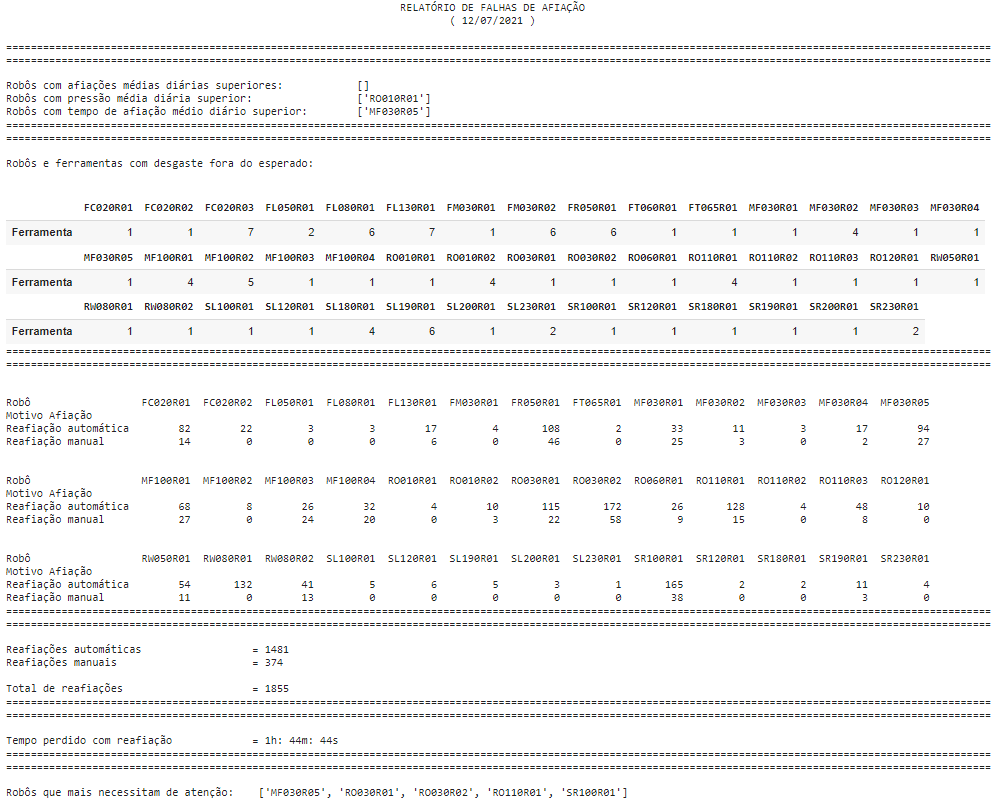 RELATÓRIO DE FALHAS DE AFIAÇÃO
( 12/07/2021 )
Robôs com afiações médias diárias superiores: []
Robôs com pressão média diária superior: ['RO010R01']
Robôs com tempo de afiação médio diário superior: ['MF030R05']
Robôs e ferramentas com desgaste fora do esperado:
FC020R01 FC020R02 FC020R03 FL050R01 FL080R01 FL130R01 FM030R01 FM030R02 FR050R01 FT060R01 FT065R01 MF030R01 MF030R02 MF030R03 MF030R04
Ferramenta 1 1 7 2 6 7 1 6 6 1 1 1 4 1 1
MF030R05 MF100R01 MF100R02 MF100R03 MF100R04 RO010R01 RO010R02 RO030R01 RO030R02 RO060R01 RO110R01 RO110R02 RO110R03 RO120R01 RW050R01
Ferramenta 1 4 5 1 1 1 4 1 1 1 4 1 1 1 1
RW080R01 RW080R02 SL100R01 SL120R01 SL180R01 SL190R01 SL200R01 SL230R01 SR100R01 SR120R01 SR180R01 SR190R01 SR200R01 SR230R01
Ferramenta 1 1 1 1 4 6 1 2 1 1 1 1 1 2
Robô FC020R01 FC020R02 FL050R01 FL080R01 FL130R01 FM030R01 FR050R01 FT065R01 MF030R01 MF030R02 MF030R03 MF030R04 MF030R05
Motivo Afiação
Reafiação automática 82 22 3 3 17 4 108 2 33 11 3 17 94
Reafiação manual 14 0 0 0 6 0 46 0 25 3 0 2 27
Robô MF100R01 MF100R02 MF100R03 MF100R04 RO010R01 RO010R02 RO030R01 RO030R02 RO060R01 RO110R01 RO110R02 RO110R03 RO120R01
Motivo Afiação
Reafiação automática 68 8 26 32 4 10 115 172 26 128 4 48 10
Reafiação manual 27 0 24 20 0 3 22 58 9 15 0 8 0
Robô RW050R01 RW080R01 RW080R02 SL100R01 SL120R01 SL190R01 SL200R01 SL230R01 SR100R01 SR120R01 SR180R01 SR190R01 SR230R01
Motivo Afiação
Reafiação automática 54 132 41 5 6 5 3 1 165 2 2 11 4
Reafiação manual 11 0 13 0 0 0 0 0 38 0 0 3 0
Reafiações automáticas = 1481
Reafiações manuais = 374
Total de reafiações = 1855
Tempo perdido com reafiação = 1h: 44m: 44s
Robôs que mais necessitam de atenção: ['MF030R05', 'RO030R01', 'RO030R02', 'RO110R01', 'SR100R01']